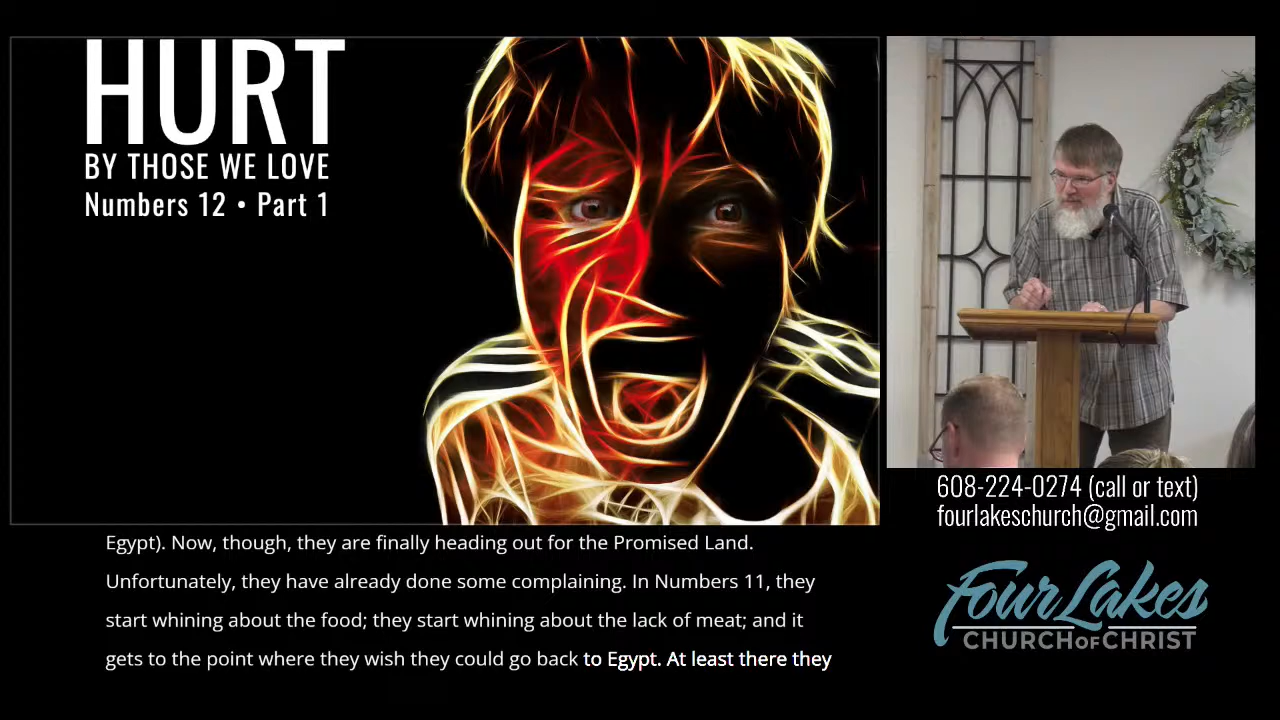 HURT
BY THOSE WE LOVE
Numbers 12 • Part 1
Egypt). Now, though, they are finally heading out for the Promised Land.
Unfortunately, they have already done some complaining. In Numbers 11, they
start whining about the food; they start whining about the lack of meat; and it
gets to the point where they wish they could go back to Egypt. At least there they
608-224-0274 (call or text)
fourlakeschurch@gmail.com
Four Lakes
CHURCH OF CHRIST